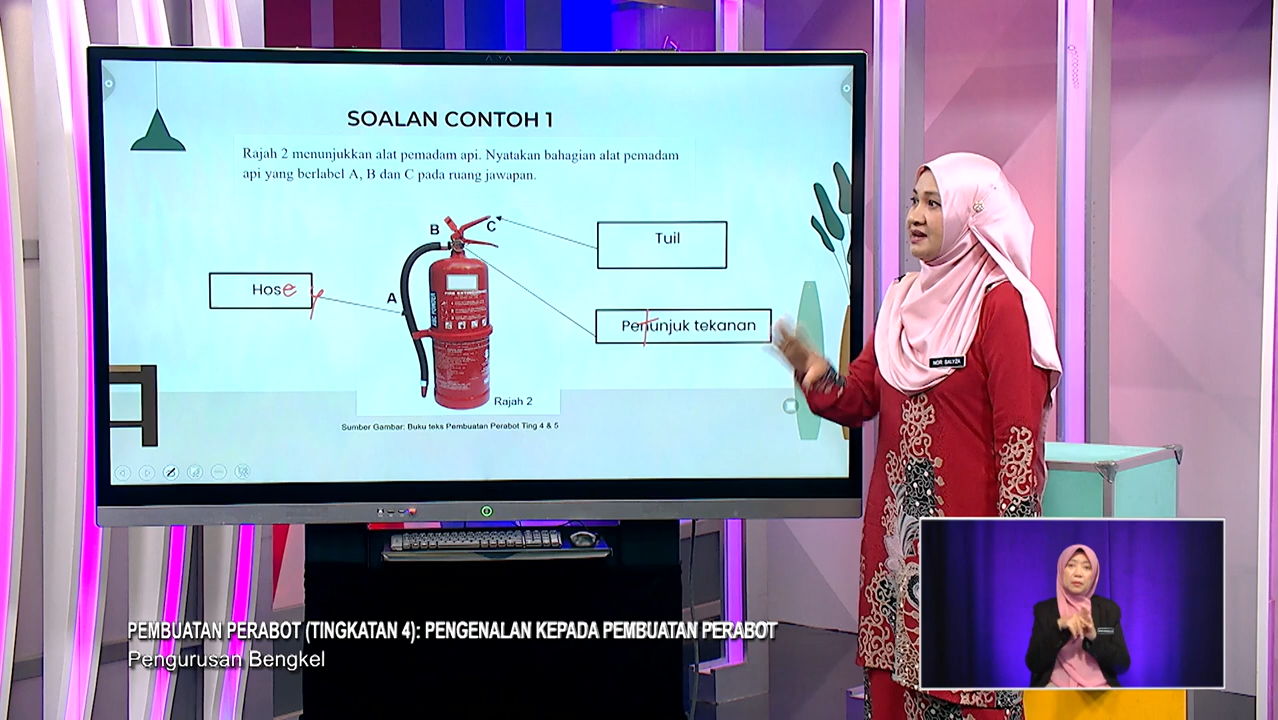 SOALAN CONTOH 1
Rajah 2 menunjukkan alat pemadam api. Nyatakan bahagian alat pemadam
api yang berlabel A, B dan C pada ruang jawapan.
B
C
Tuil
Hose
A
FIRE EXTINGUISHER
Penunjuk tekanan
Rajah 2
Sumber Gambar: Buku teks Pembuatan Perabot Ting 4 & 5
NOR SALYZA
PEMBUATAN PERABOT (TINGKATAN 4): PENGENALAN KEPADA PEMBUATAN PERABOT
Pengurusan Bengkel